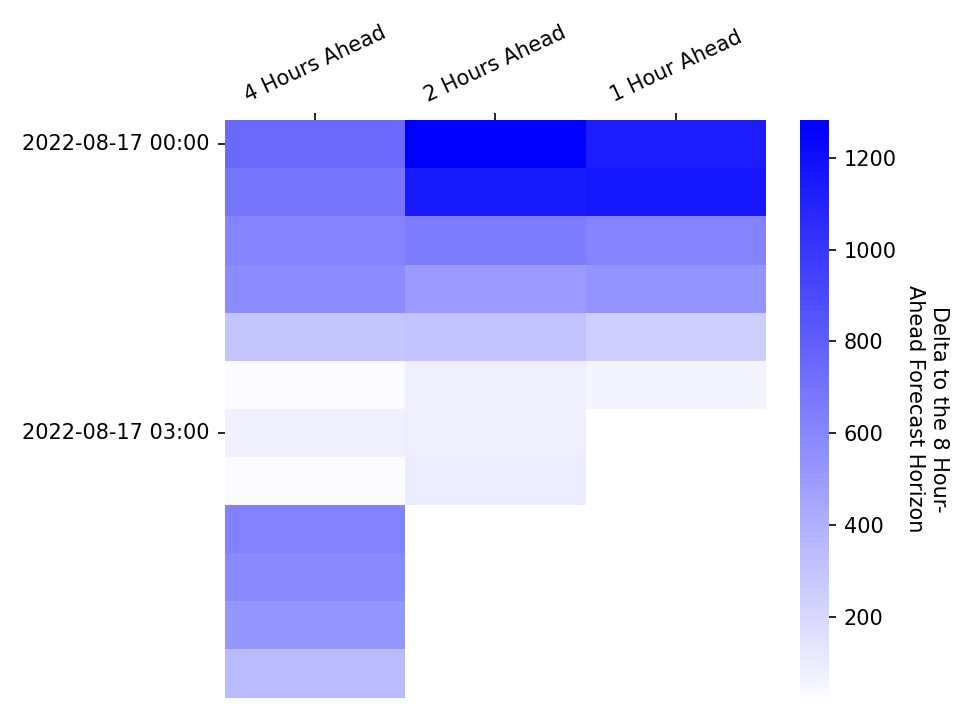 4 Hours Ahead
2 Hours Ahead
1 Hour Ahead
2022-08-17 00:00
2022-08-17 03:00
1200
1000
800
600
400
200
Delta to the 8 Hour-
Ahead Forecast Horizon